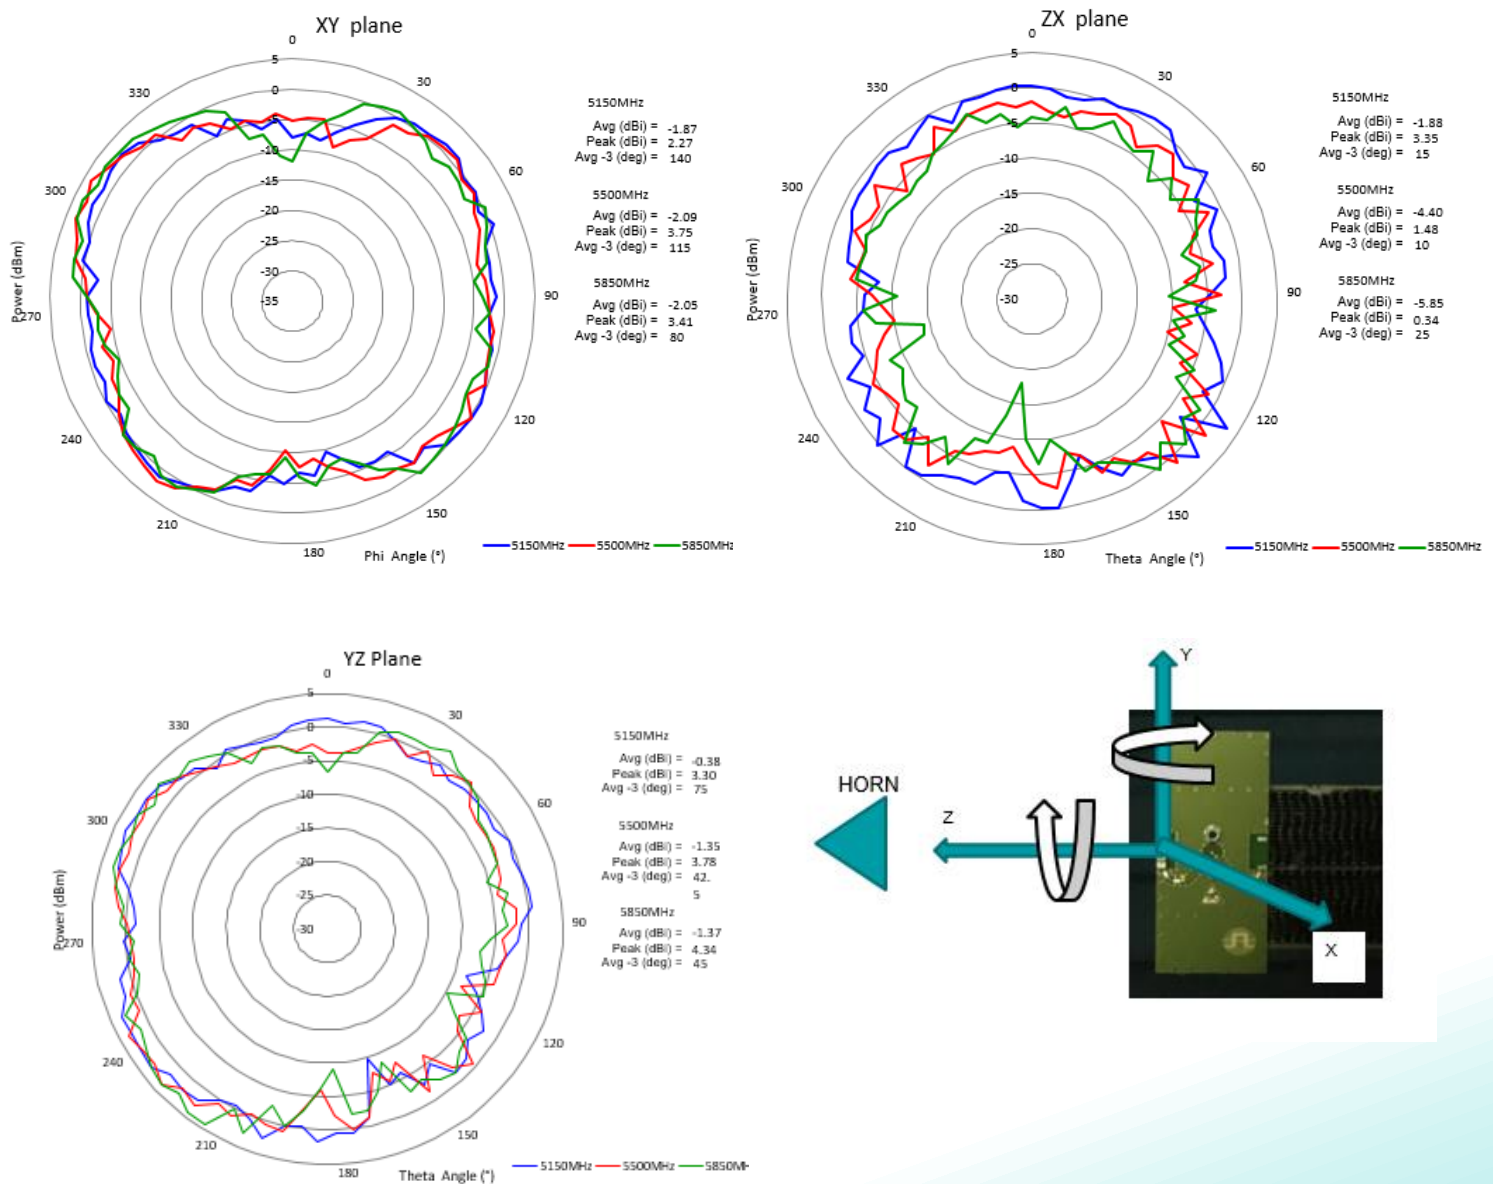 XY plane
0
30
60
90
120
150
180
210
240
270
300
330
5
0
-5
-10
-15
-20
-25
-30
-35
Power (dBm)
Phi Angle (°)
5150MHz
Avg (dBi) = -1.87
Peak (dBi) = 2.27
Avg -3 (deg) = 140
5500MHz
Avg (dBi) = -2.09
Peak (dBi) = 3.75
Avg -3 (deg) = 115
5850MHz
Avg (dBi) = -2.05
Peak (dBi) = 3.41
Avg -3 (deg) = 80
5150MHz 5500MHz 5850MHz
ZX plane
0
30
60
90
120
150
180
210
240
270
300
330
5
0
-5
-10
-15
-20
-25
-30
Power (dBm)
Theta Angle (°)
5150MHz
Avg (dBi) = -1.88
Peak (dBi) = 3.35
Avg -3 (deg) = 15
5500MHz
Avg (dBi) = -4.40
Peak (dBi) = 1.48
Avg -3 (deg) = 10
5850MHz
Avg (dBi) = -5.85
Peak (dBi) = 0.34
Avg -3 (deg) = 25
5150MHz 5500MHz 5850MHz
YZ Plane
0
30
60
90
120
150
180
210
240
270
300
330
5
0
-5
-10
-15
-20
-25
-30
Power (dBm)
Theta Angle (°)
5150MHz
Avg (dBi) = -0.38
Peak (dBi) = 3.30
Avg -3 (deg) = 75
5500MHz
Avg (dBi) = -1.35
Peak (dBi) = 3.78
Avg -3 (deg) = 42.
5
5850MHz
Avg (dBi) = -1.37
Peak (dBi) = 4.34
Avg -3 (deg) = 45
5150MHz 5500MHz 5850MH
Y
HORN
Z
X